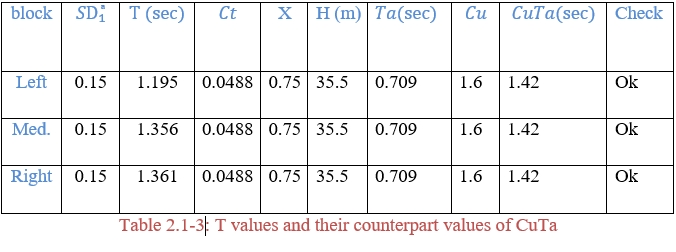 block SD₁* T (sec) Ct X H (m) Ta(sec) Cu CuTa(sec) Check
Left 0.15 1.195 0.0488 0.75 35.5 0.709 1.6 1.42 Ok
Med. 0.15 1.356 0.0488 0.75 35.5 0.709 1.6 1.42 Ok
Right 0.15 1.361 0.0488 0.75 35.5 0.709 1.6 1.42 Ok
Table 2.1-3: T values and their counterpart values of CuTa